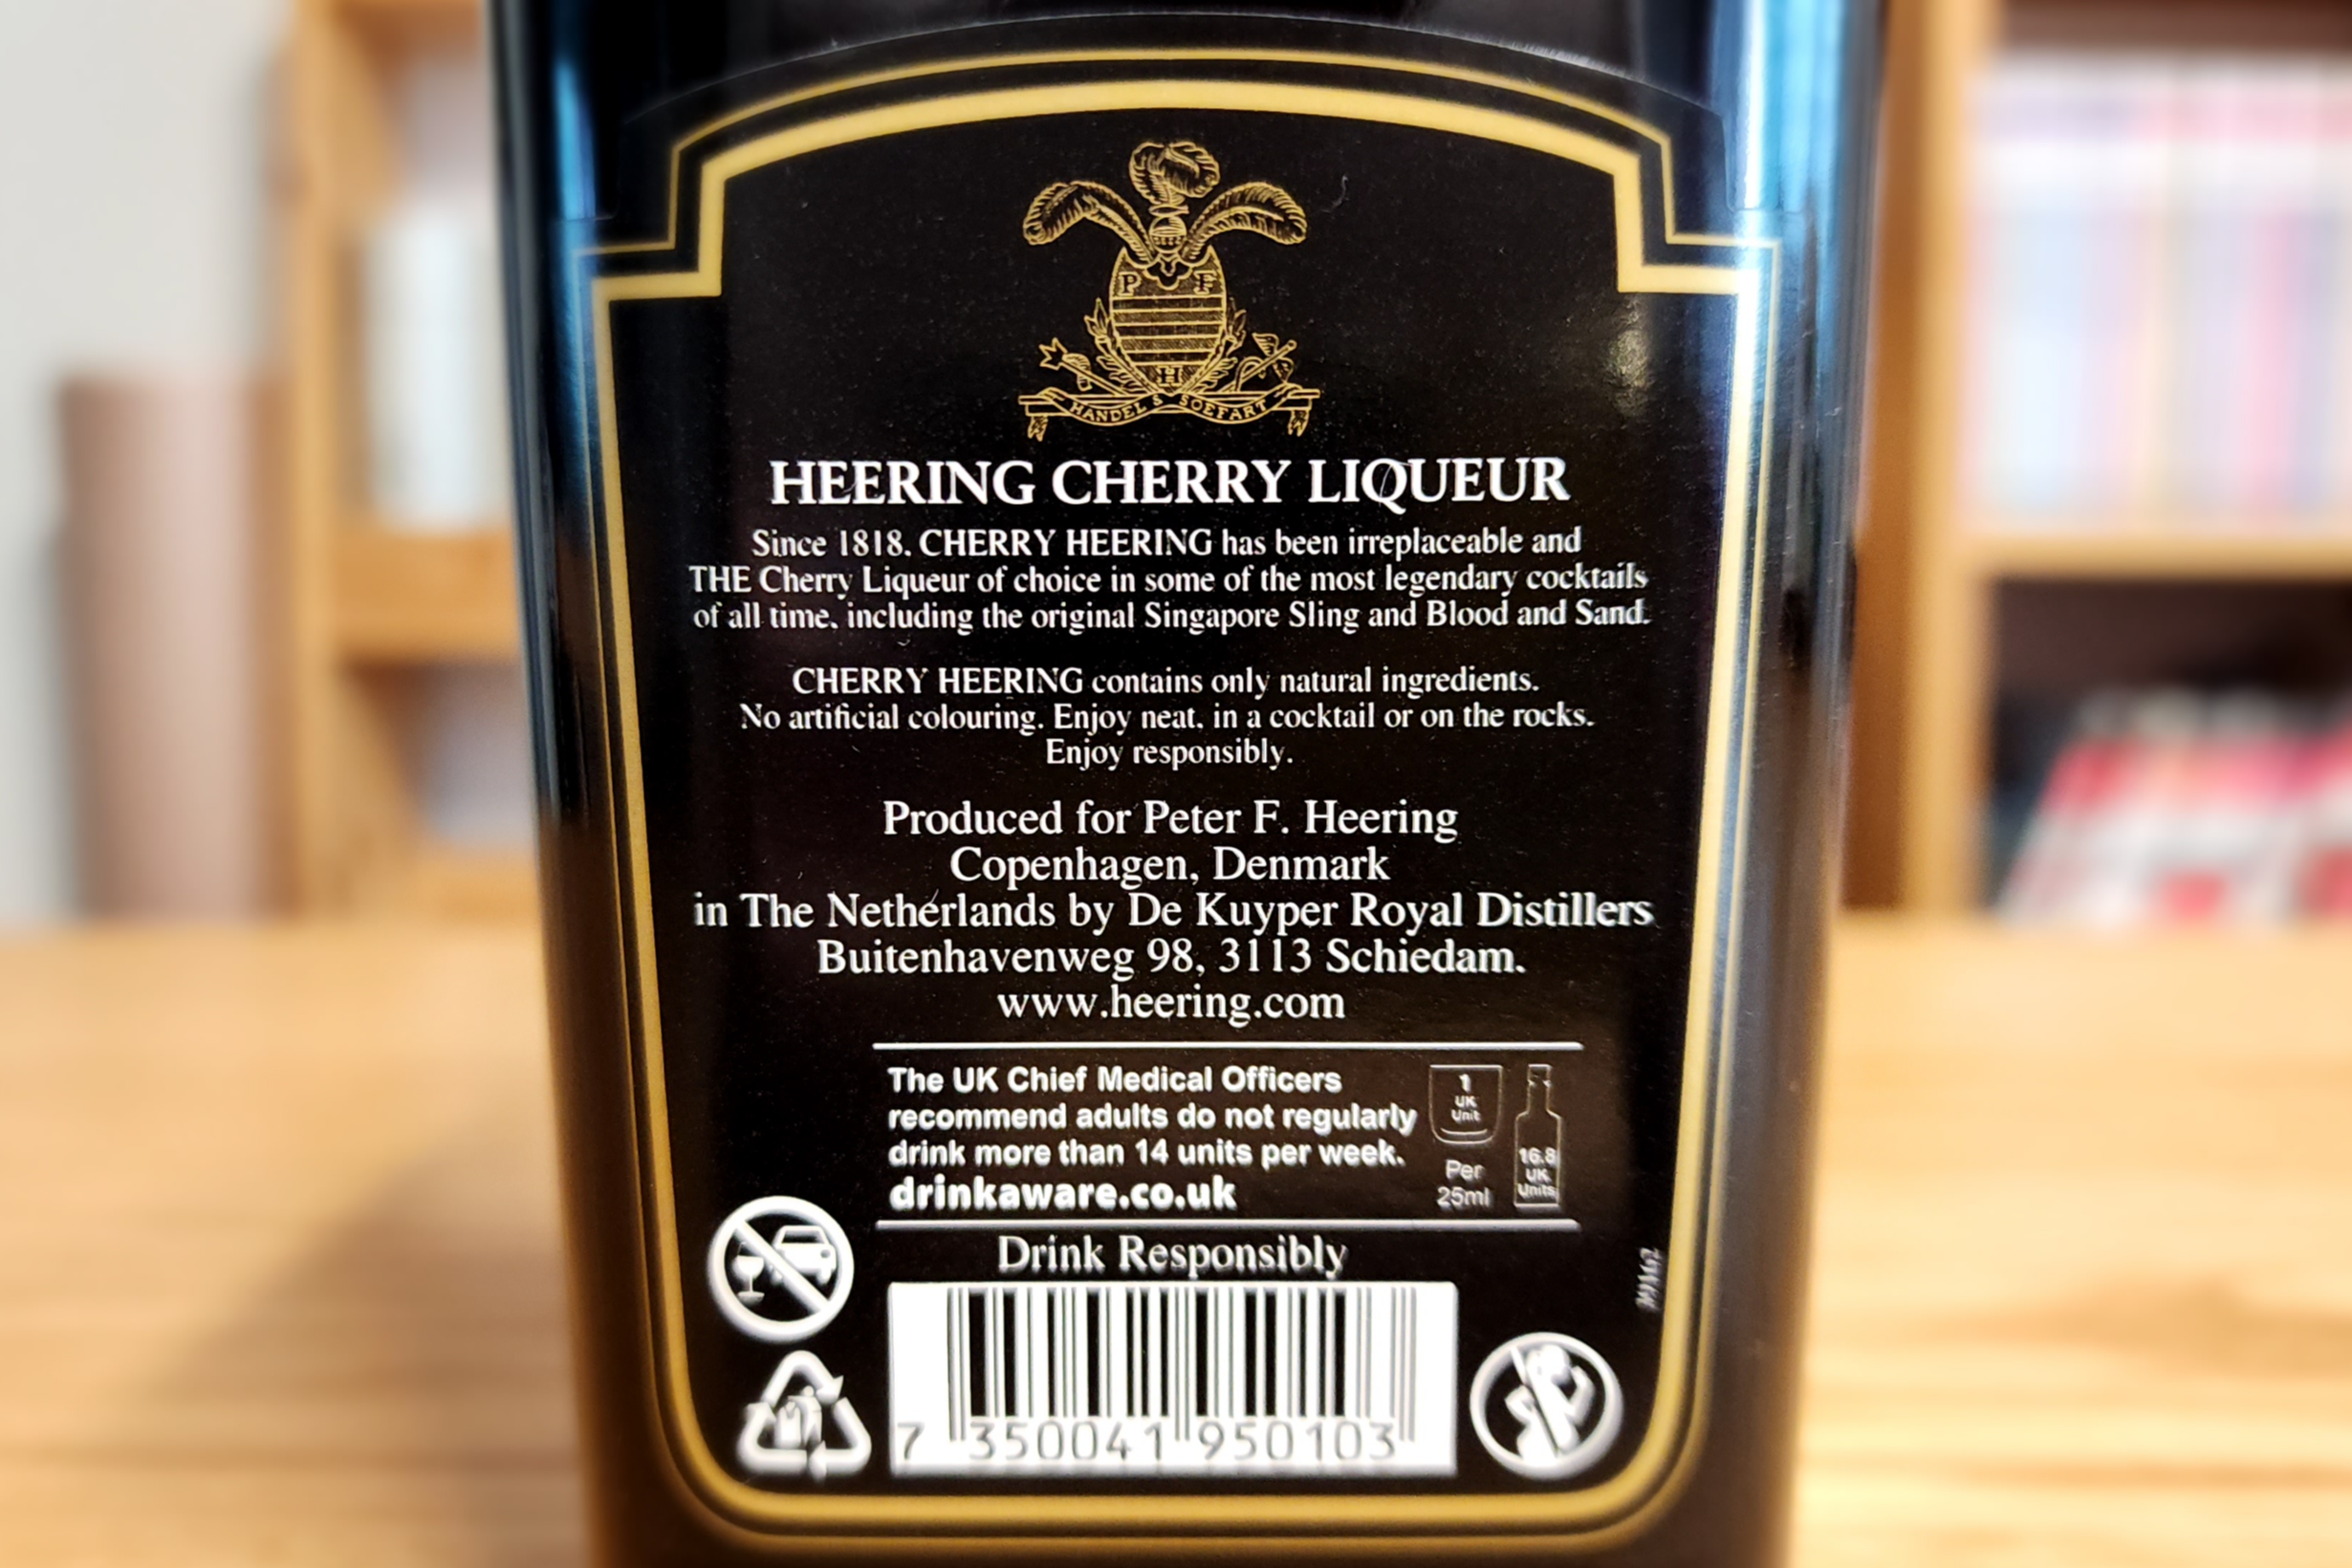 P F
H
HANDEL & SOEFART
HEERING CHERRY LIQUEUR
Since 1818, CHERRY HEERING has been irreplaceable and
THE Cherry Liqueur of choice in some of the most legendary cocktails
of all time, including the original Singapore Sling and Blood and Sand.
CHERRY HEERING contains only natural ingredients.
No artificial colouring. Enjoy neat, in a cocktail or on the rocks.
Enjoy responsibly.
Produced for Peter F. Heering
Copenhagen, Denmark
in The Netherlands by De Kuyper Royal Distillers
Buitenhavenweg 98, 3113 Schiedam.
www.heering.com
The UK Chief Medical Officers
recommend adults do not regularly
drink more than 14 units per week.
drinkaware.co.uk
1
UK
Unit
Per
25ml
16.8
UK
Units
Drink Responsibly
7 350041 950103